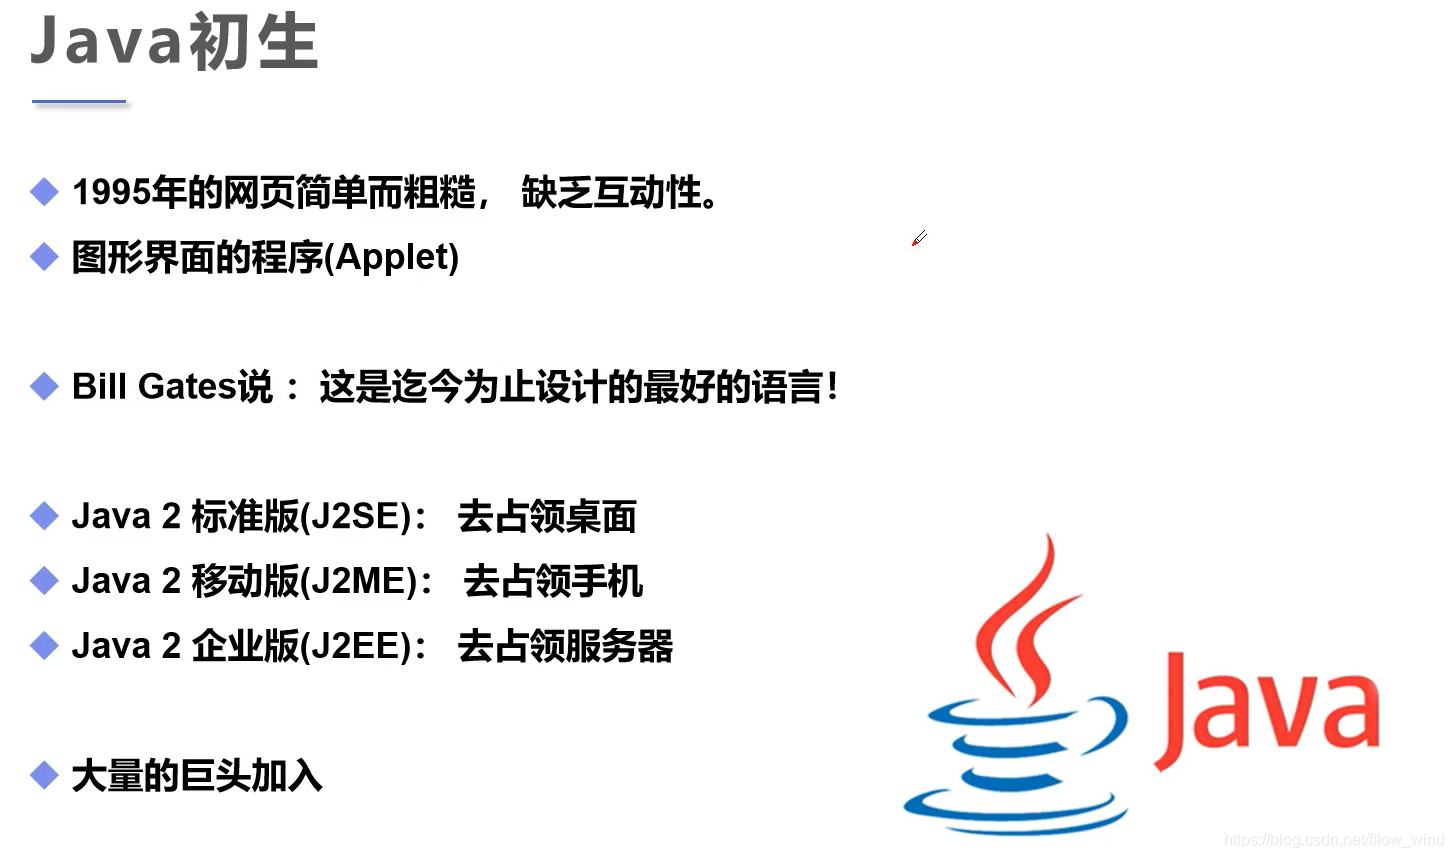 Java初生
1995年的网页简单而粗糙， 缺乏互动性。
图形界面的程序(Applet)
Bill Gates说 ：这是迄今为止设计的最好的语言！
Java 2 标准版(J2SE)： 去占领桌面
Java 2 移动版(J2ME)： 去占领手机
Java 2 企业版(J2EE)： 去占领服务器
大量的巨头加入
Java
https://blog.csdn.net/fllow_wind